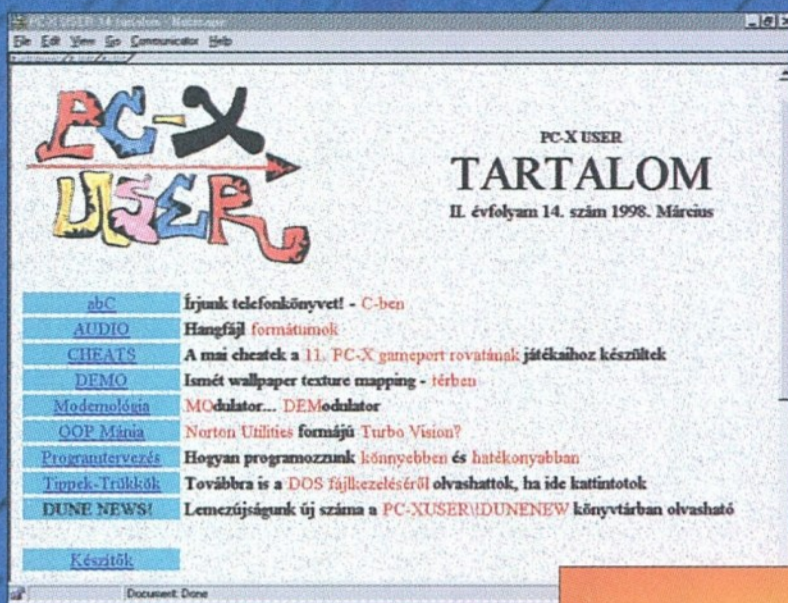 PC-X USER 14 tartalom - Netscape
File Edit View Go Communicator Help
PC-X
USER
PC-X USER
TARTALOM
II. évfolyam 14. szám 1998. Március
abC Írjunk telefonkönyvet! - C-ben
AUDIO Hangfájl formátumok
CHEATS A mai cheatek a 11. PC-X gameport rovatának játékaihoz készültek
DEMO Ismét wallpaper texture mapping - térben
Modemológia MOdulator... DEModulator
OOP Mánia Norton Utilities formájú Turbo Vision?
Programtervezés Hogyan programozzunk könnyebben és hatékonyabban
Tippek-Trükkök Továbbra is a DOS fájlkezeléséről olvashattok, ha ide kattintotok
DUNE NEWS! Lemezújságunk új száma a PC-XUSER\!DUNENEW könyvtárban olvasható
Készítők
Document: Done